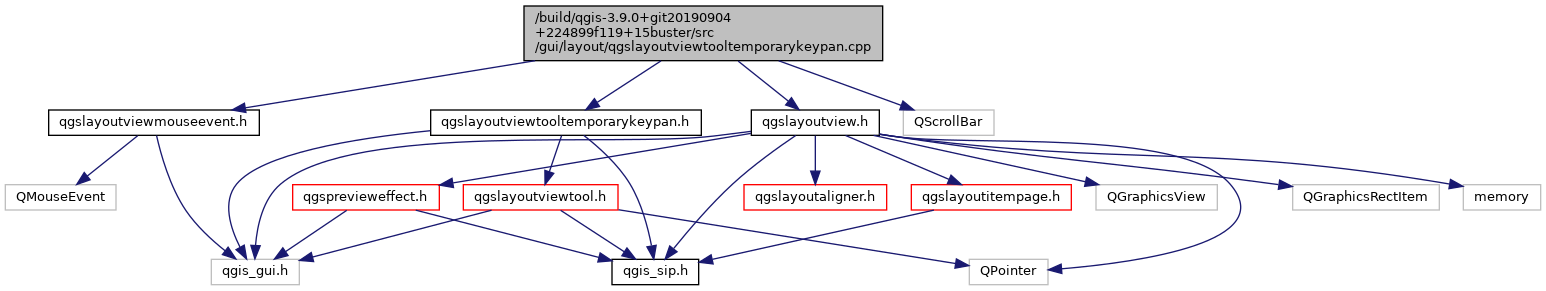 /build/qgis-3.9.0+git20190904
+224899f119+15buster/src
/gui/layout/qgslayoutviewtooltemporarykeypan.cpp
qgslayoutviewmouseevent.h
qgslayoutviewtooltemporarykeypan.h
qgslayoutview.h
QScrollBar
QMouseEvent
qgspreivieweffect.h
qgslayoutviewtool.h
qgslayoutaligner.h
qgslayoutitempage.h
QGraphicsView
QGraphicsRectItem
memory
qgis_gui.h
qgis_sip.h
QPointer